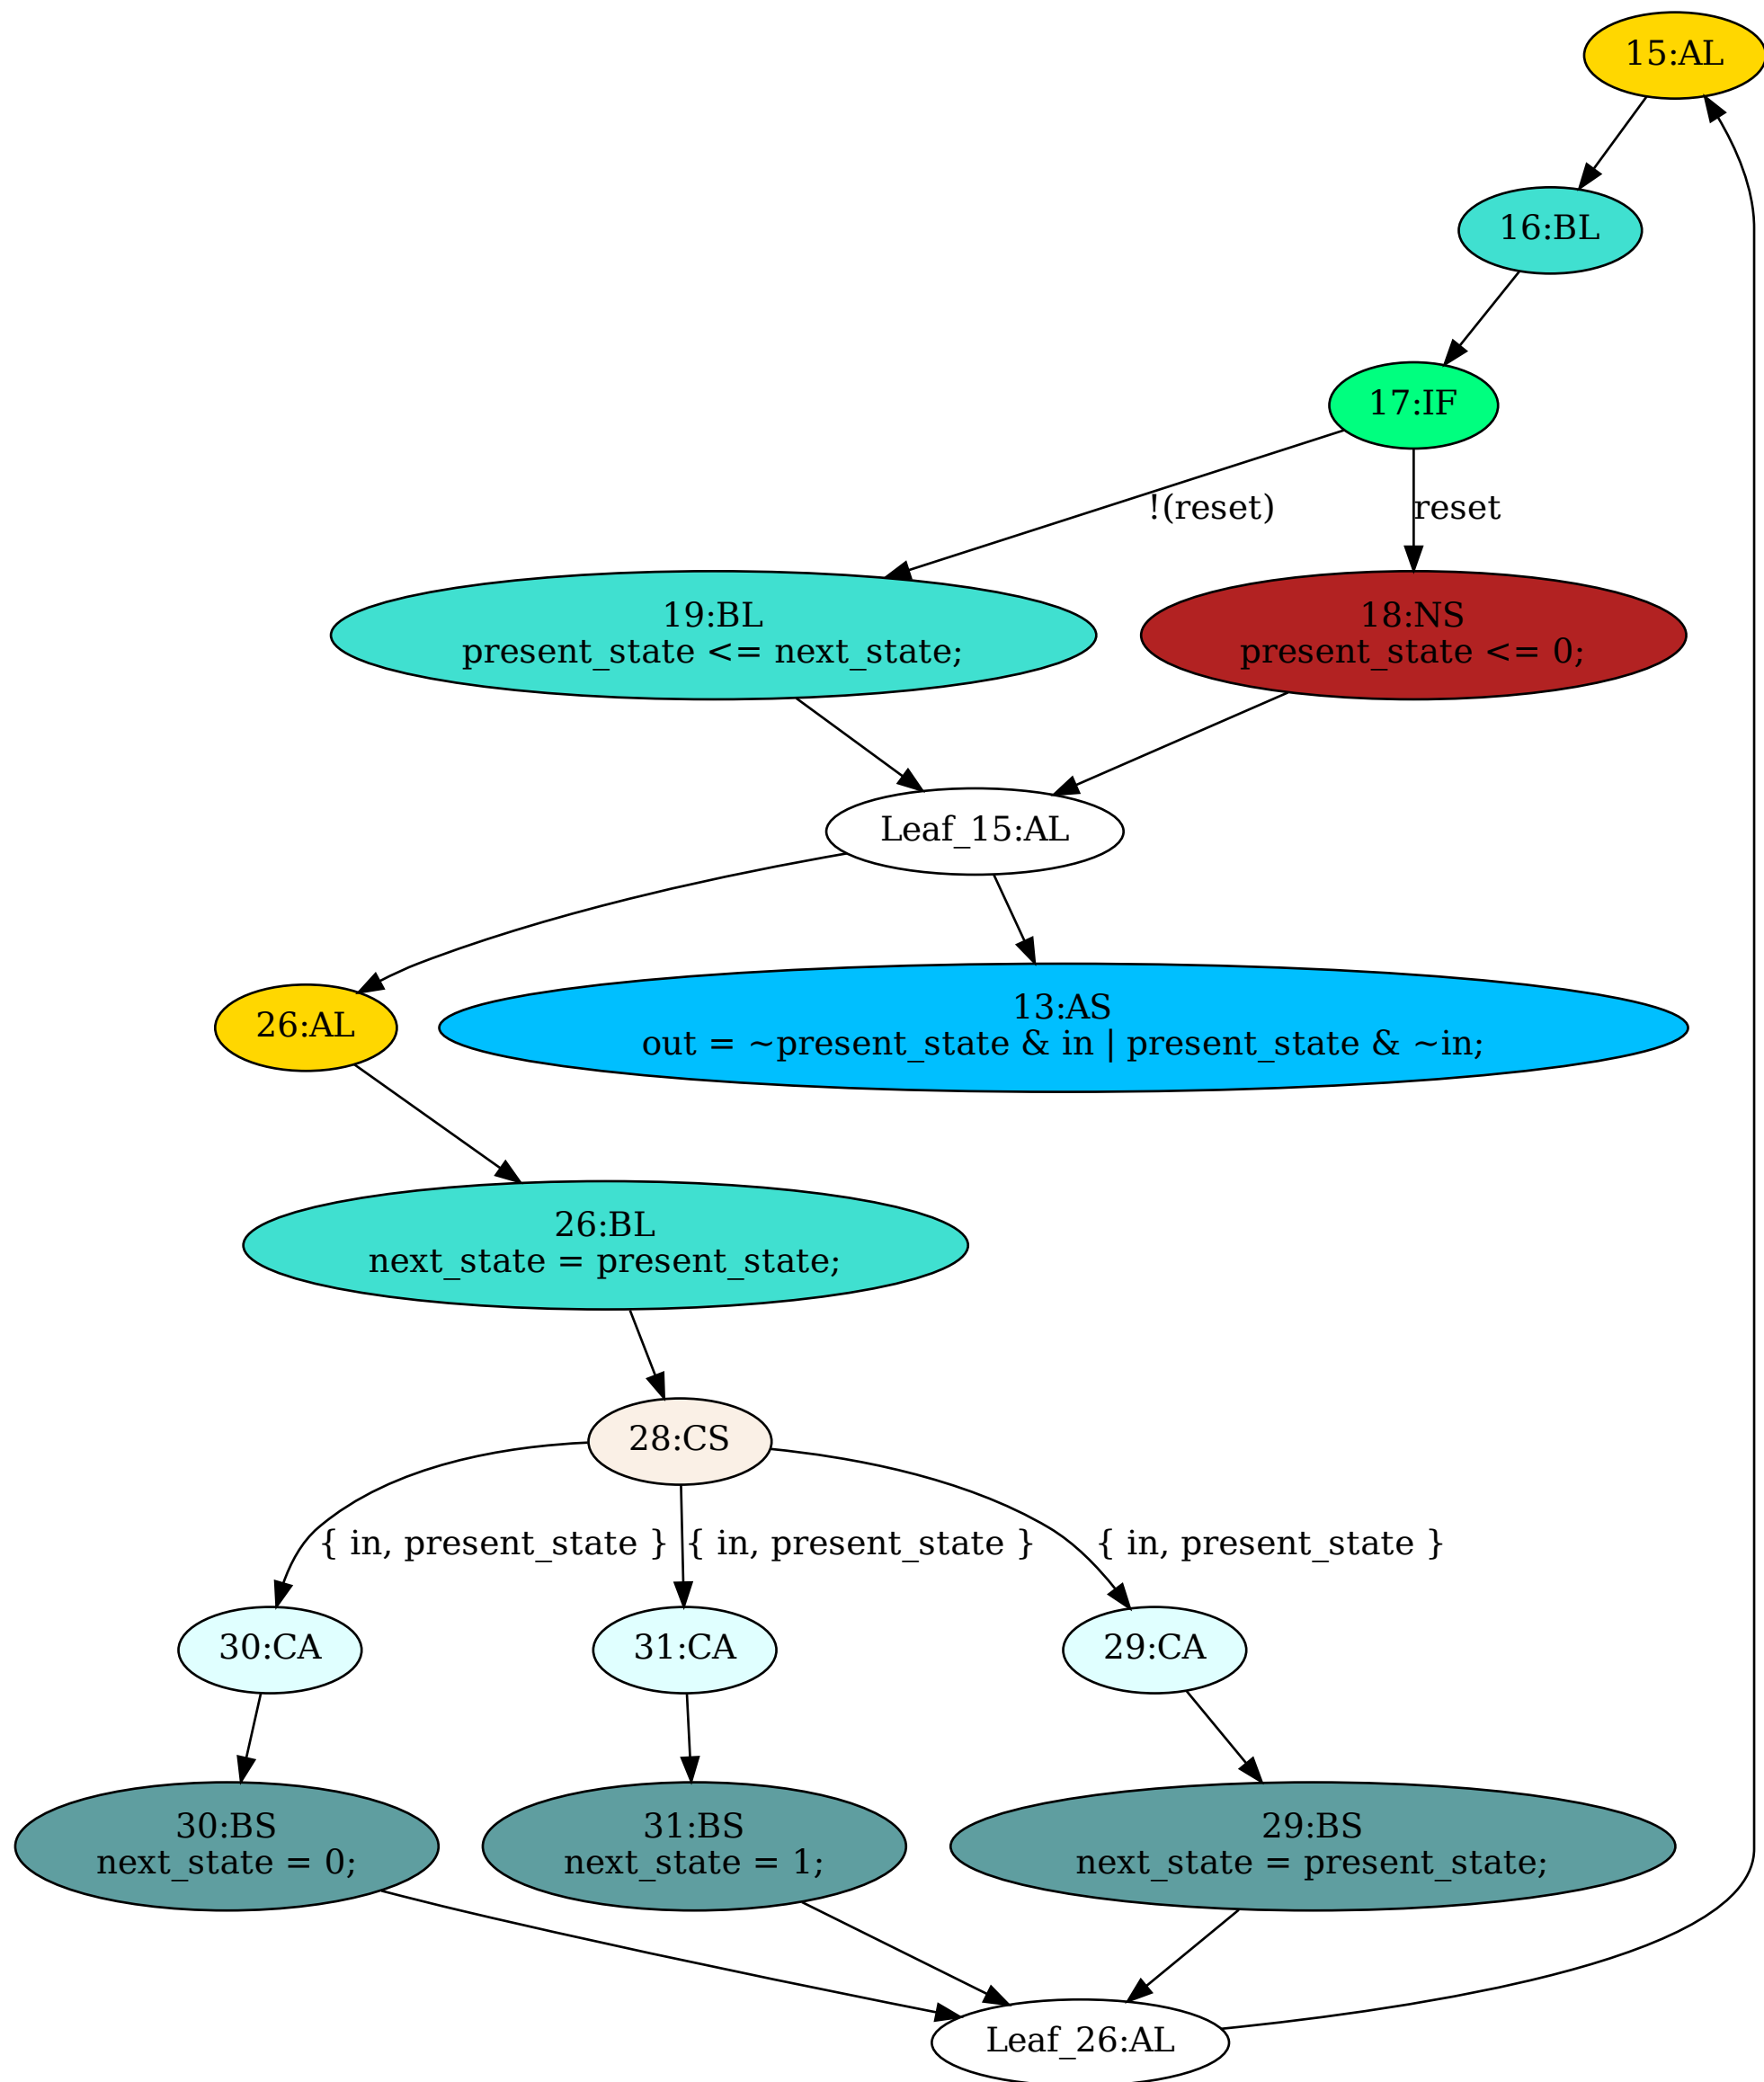 15:AL
16:BL
17:IF
!(reset)
reset
19:BL
present_state <= next_state;
18:NS
present_state <= 0;
Leaf_15:AL
26:AL
13:AS
out = ~present_state & in | present_state & ~in;
26:BL
next_state = present_state;
28:CS
{ in, present_state }
{ in, present_state }
{ in, present_state }
30:CA
31:CA
29:CA
30:BS
next_state = 0;
31:BS
next_state = 1;
29:BS
next_state = present_state;
Leaf_26:AL